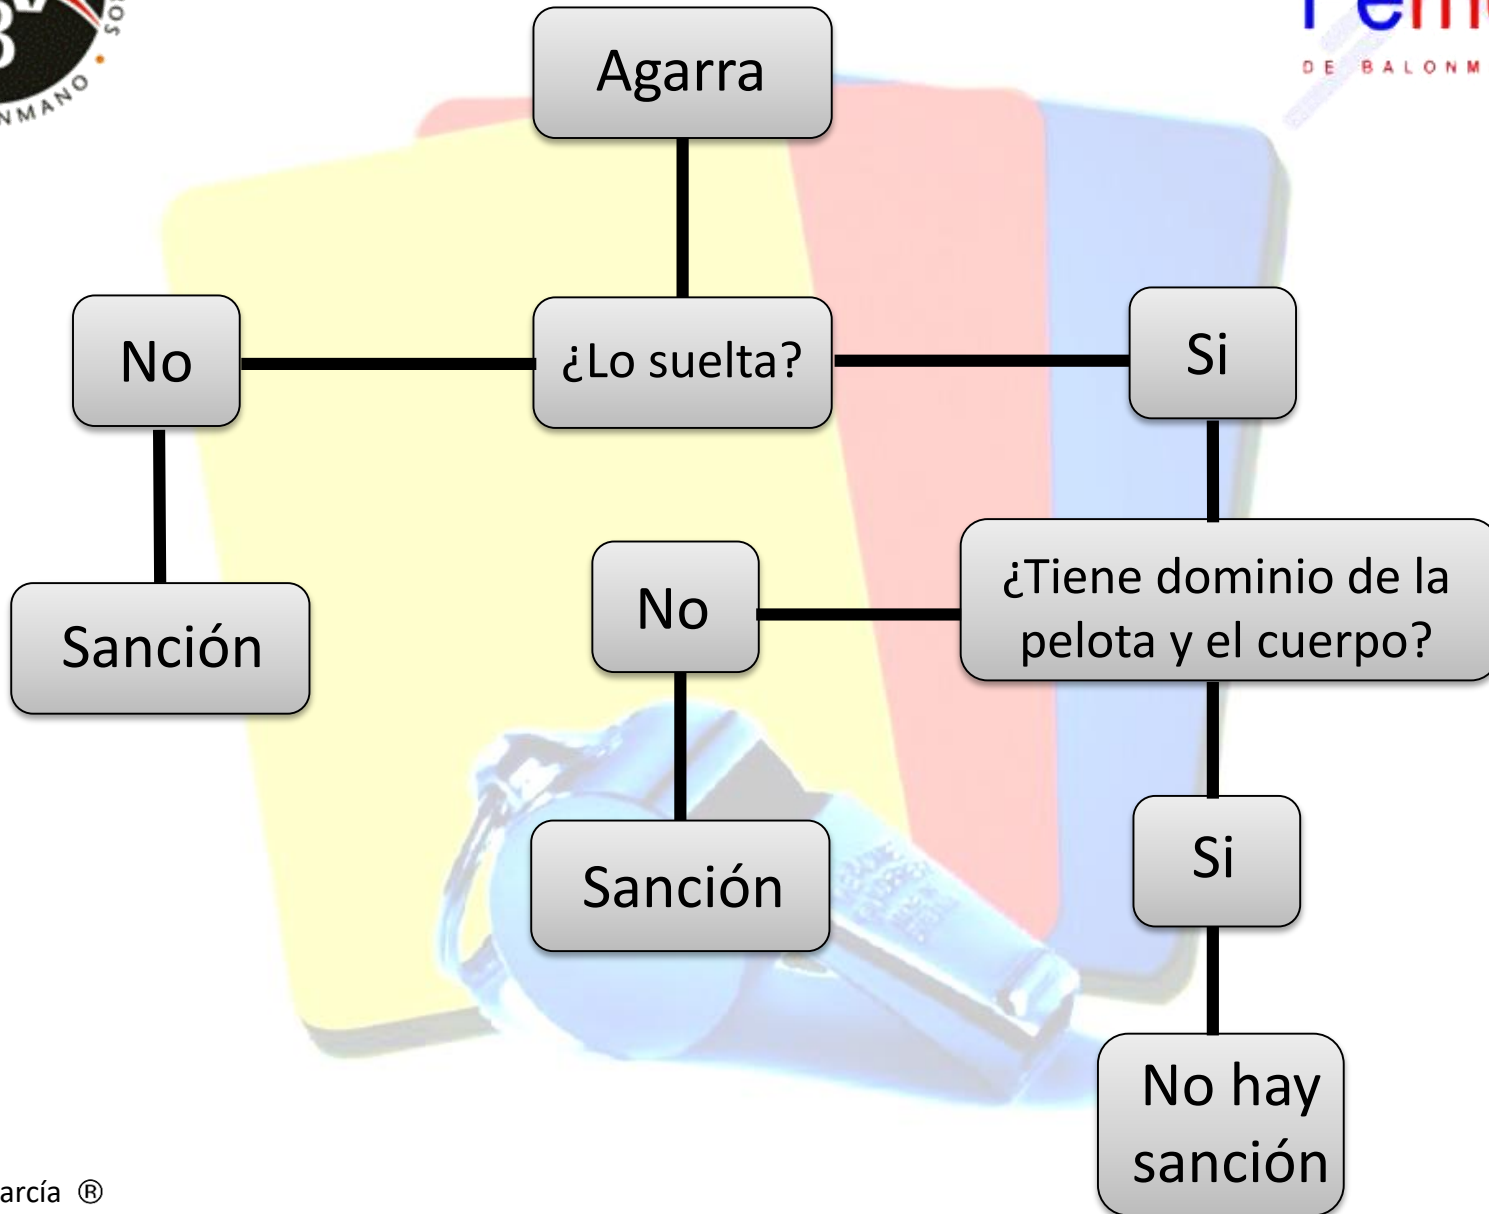 Agarra
DE BALONM
No
¿Lo suelta?
Si
No
¿Tiene dominio de la
pelota y el cuerpo?
Sanción
Sanción
Si
No hay
sanción
arcía ®